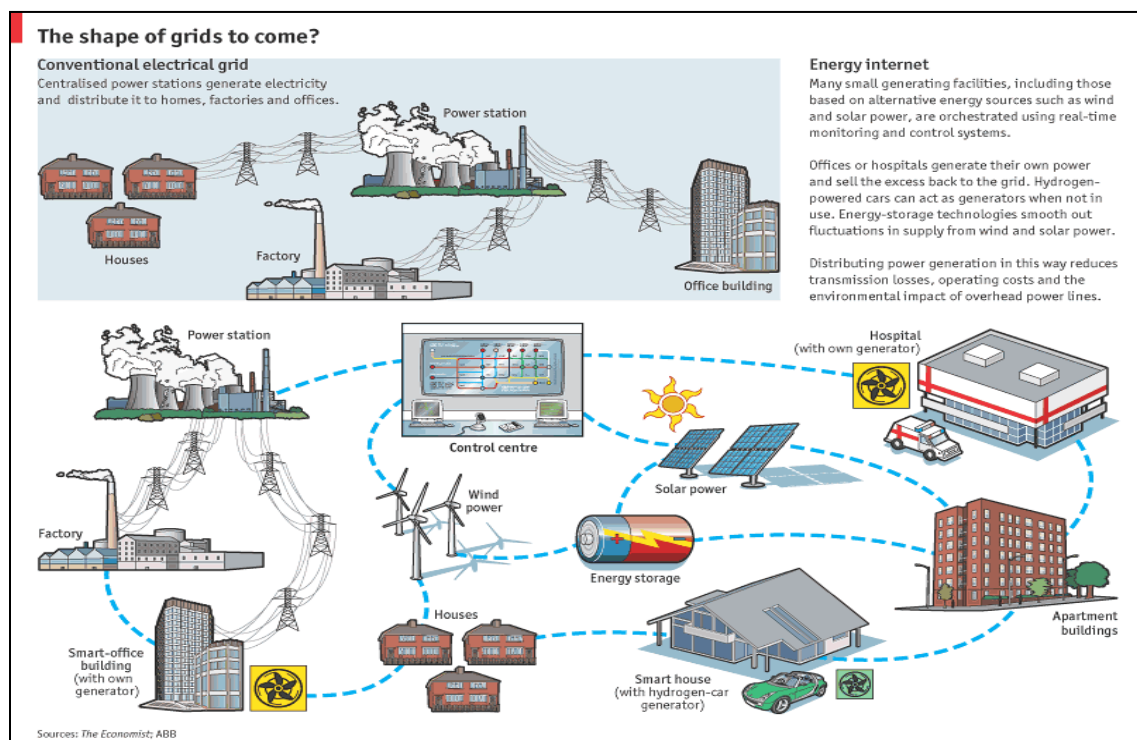 The shape of grids to come?
Conventional electrical grid
Centralised power stations generate electricity
and distribute it to homes, factories and offices.
Power station
Houses
Factory
Office building
Energy internet
Many small generating facilities, including those
based on alternative energy sources such as wind
and solar power, are orchestrated using real-time
monitoring and control systems.
Offices or hospitals generate their own power
and sell the excess back to the grid. Hydrogen-
powered cars can act as generators when not in
use. Energy-storage technologies smooth out
fluctuations in supply from wind and solar power.
Distributing power generation in this way reduces
transmission losses, operating costs and the
environmental impact of overhead power lines.
Power station
Control centre
Hospital
(with own generator)
Solar power
Wind
power
Factory
Energy storage
Apartment
buildings
Houses
Smart-office
building
(with own
generator)
Smart house
(with hydrogen-car
generator)
Sources: The Economist; ABB